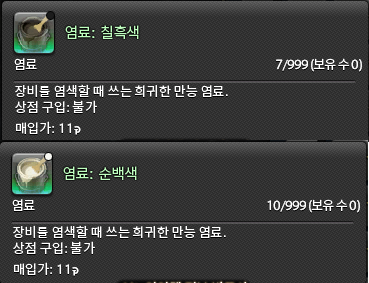 염료: 칠흑색
염료
7/999 (보유 수 0)
장비를 염색할 때 쓰는 희귀한 만능 염료.
상점 구입: 불가
매입가: 11
염료: 순백색
염료
10/999 (보유 수 0)
장비를 염색할 때 쓰는 희귀한 만능 염료.
상점 구입: 불가
매입가: 11